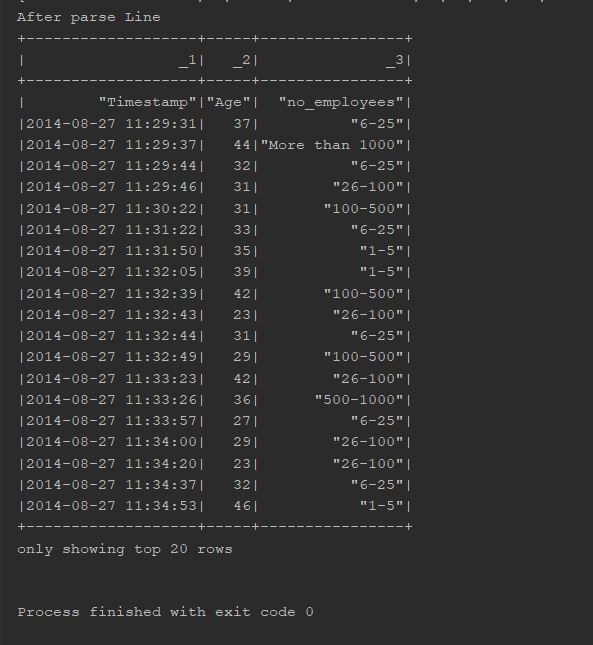 After parse Line
+-------------------+-----+----------------+
|                 _1|   _2|              _3|
+-------------------+-----+----------------+
|        "Timestamp"|"Age"|  "no_employees"|
|2014-08-27 11:29:31|   37|          "6-25"|
|2014-08-27 11:29:37|   44|"More than 1000"|
|2014-08-27 11:29:44|   32|          "6-25"|
|2014-08-27 11:29:46|   31|        "26-100"|
|2014-08-27 11:30:22|   31|       "100-500"|
|2014-08-27 11:31:22|   33|          "6-25"|
|2014-08-27 11:31:50|   35|           "1-5"|
|2014-08-27 11:32:05|   39|           "1-5"|
|2014-08-27 11:32:39|   42|       "100-500"|
|2014-08-27 11:32:43|   23|        "26-100"|
|2014-08-27 11:32:44|   31|          "6-25"|
|2014-08-27 11:32:49|   29|       "100-500"|
|2014-08-27 11:33:23|   42|        "26-100"|
|2014-08-27 11:33:26|   36|      "500-1000"|
|2014-08-27 11:33:57|   27|          "6-25"|
|2014-08-27 11:34:00|   29|        "26-100"|
|2014-08-27 11:34:20|   23|        "26-100"|
|2014-08-27 11:34:37|   32|          "6-25"|
|2014-08-27 11:34:53|   46|           "1-5"|
+-------------------+-----+----------------+
only showing top 20 rows
Process finished with exit code 0